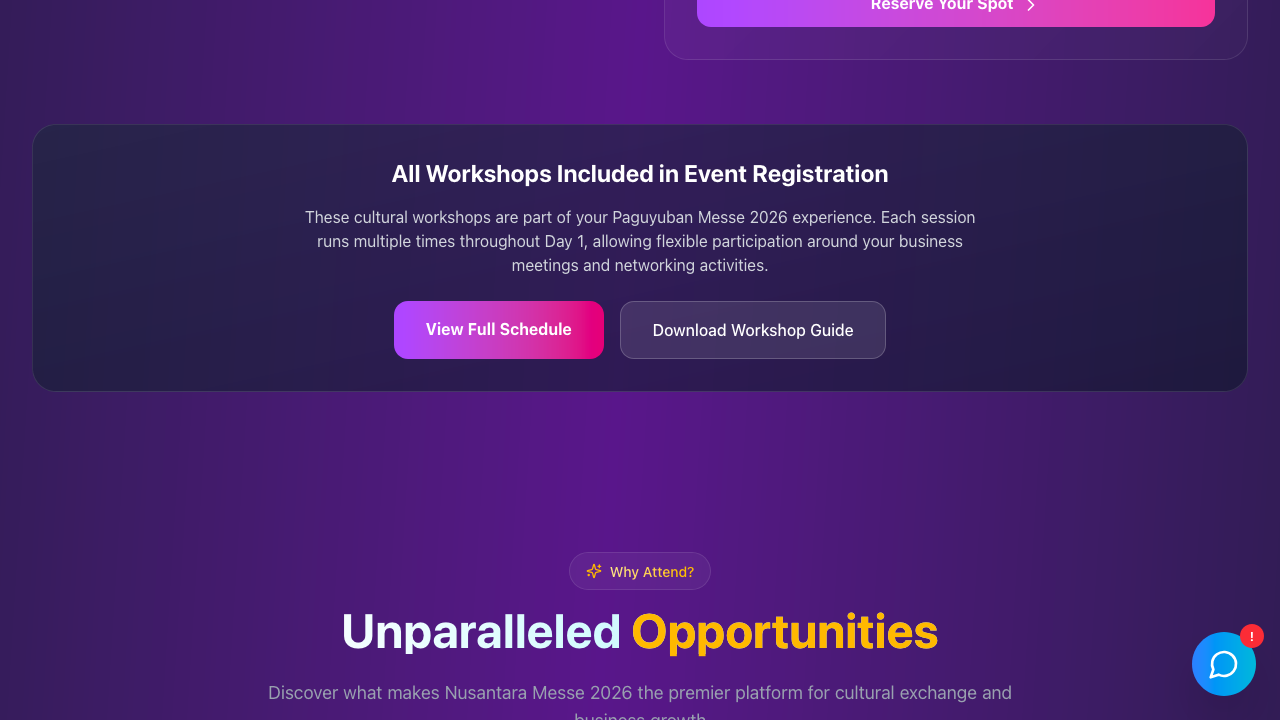 Reserve Your Spot
All Workshops Included in Event Registration
These cultural workshops are part of your Paguyuban Messe 2026 experience. Each session
runs multiple times throughout Day 1, allowing flexible participation around your business
meetings and networking activities.
View Full Schedule
Download Workshop Guide
Why Attend?
Unparalleled Opportunities
!
Discover what makes Nusantara Messe 2026 the premier platform for cultural exchange and
business growth.